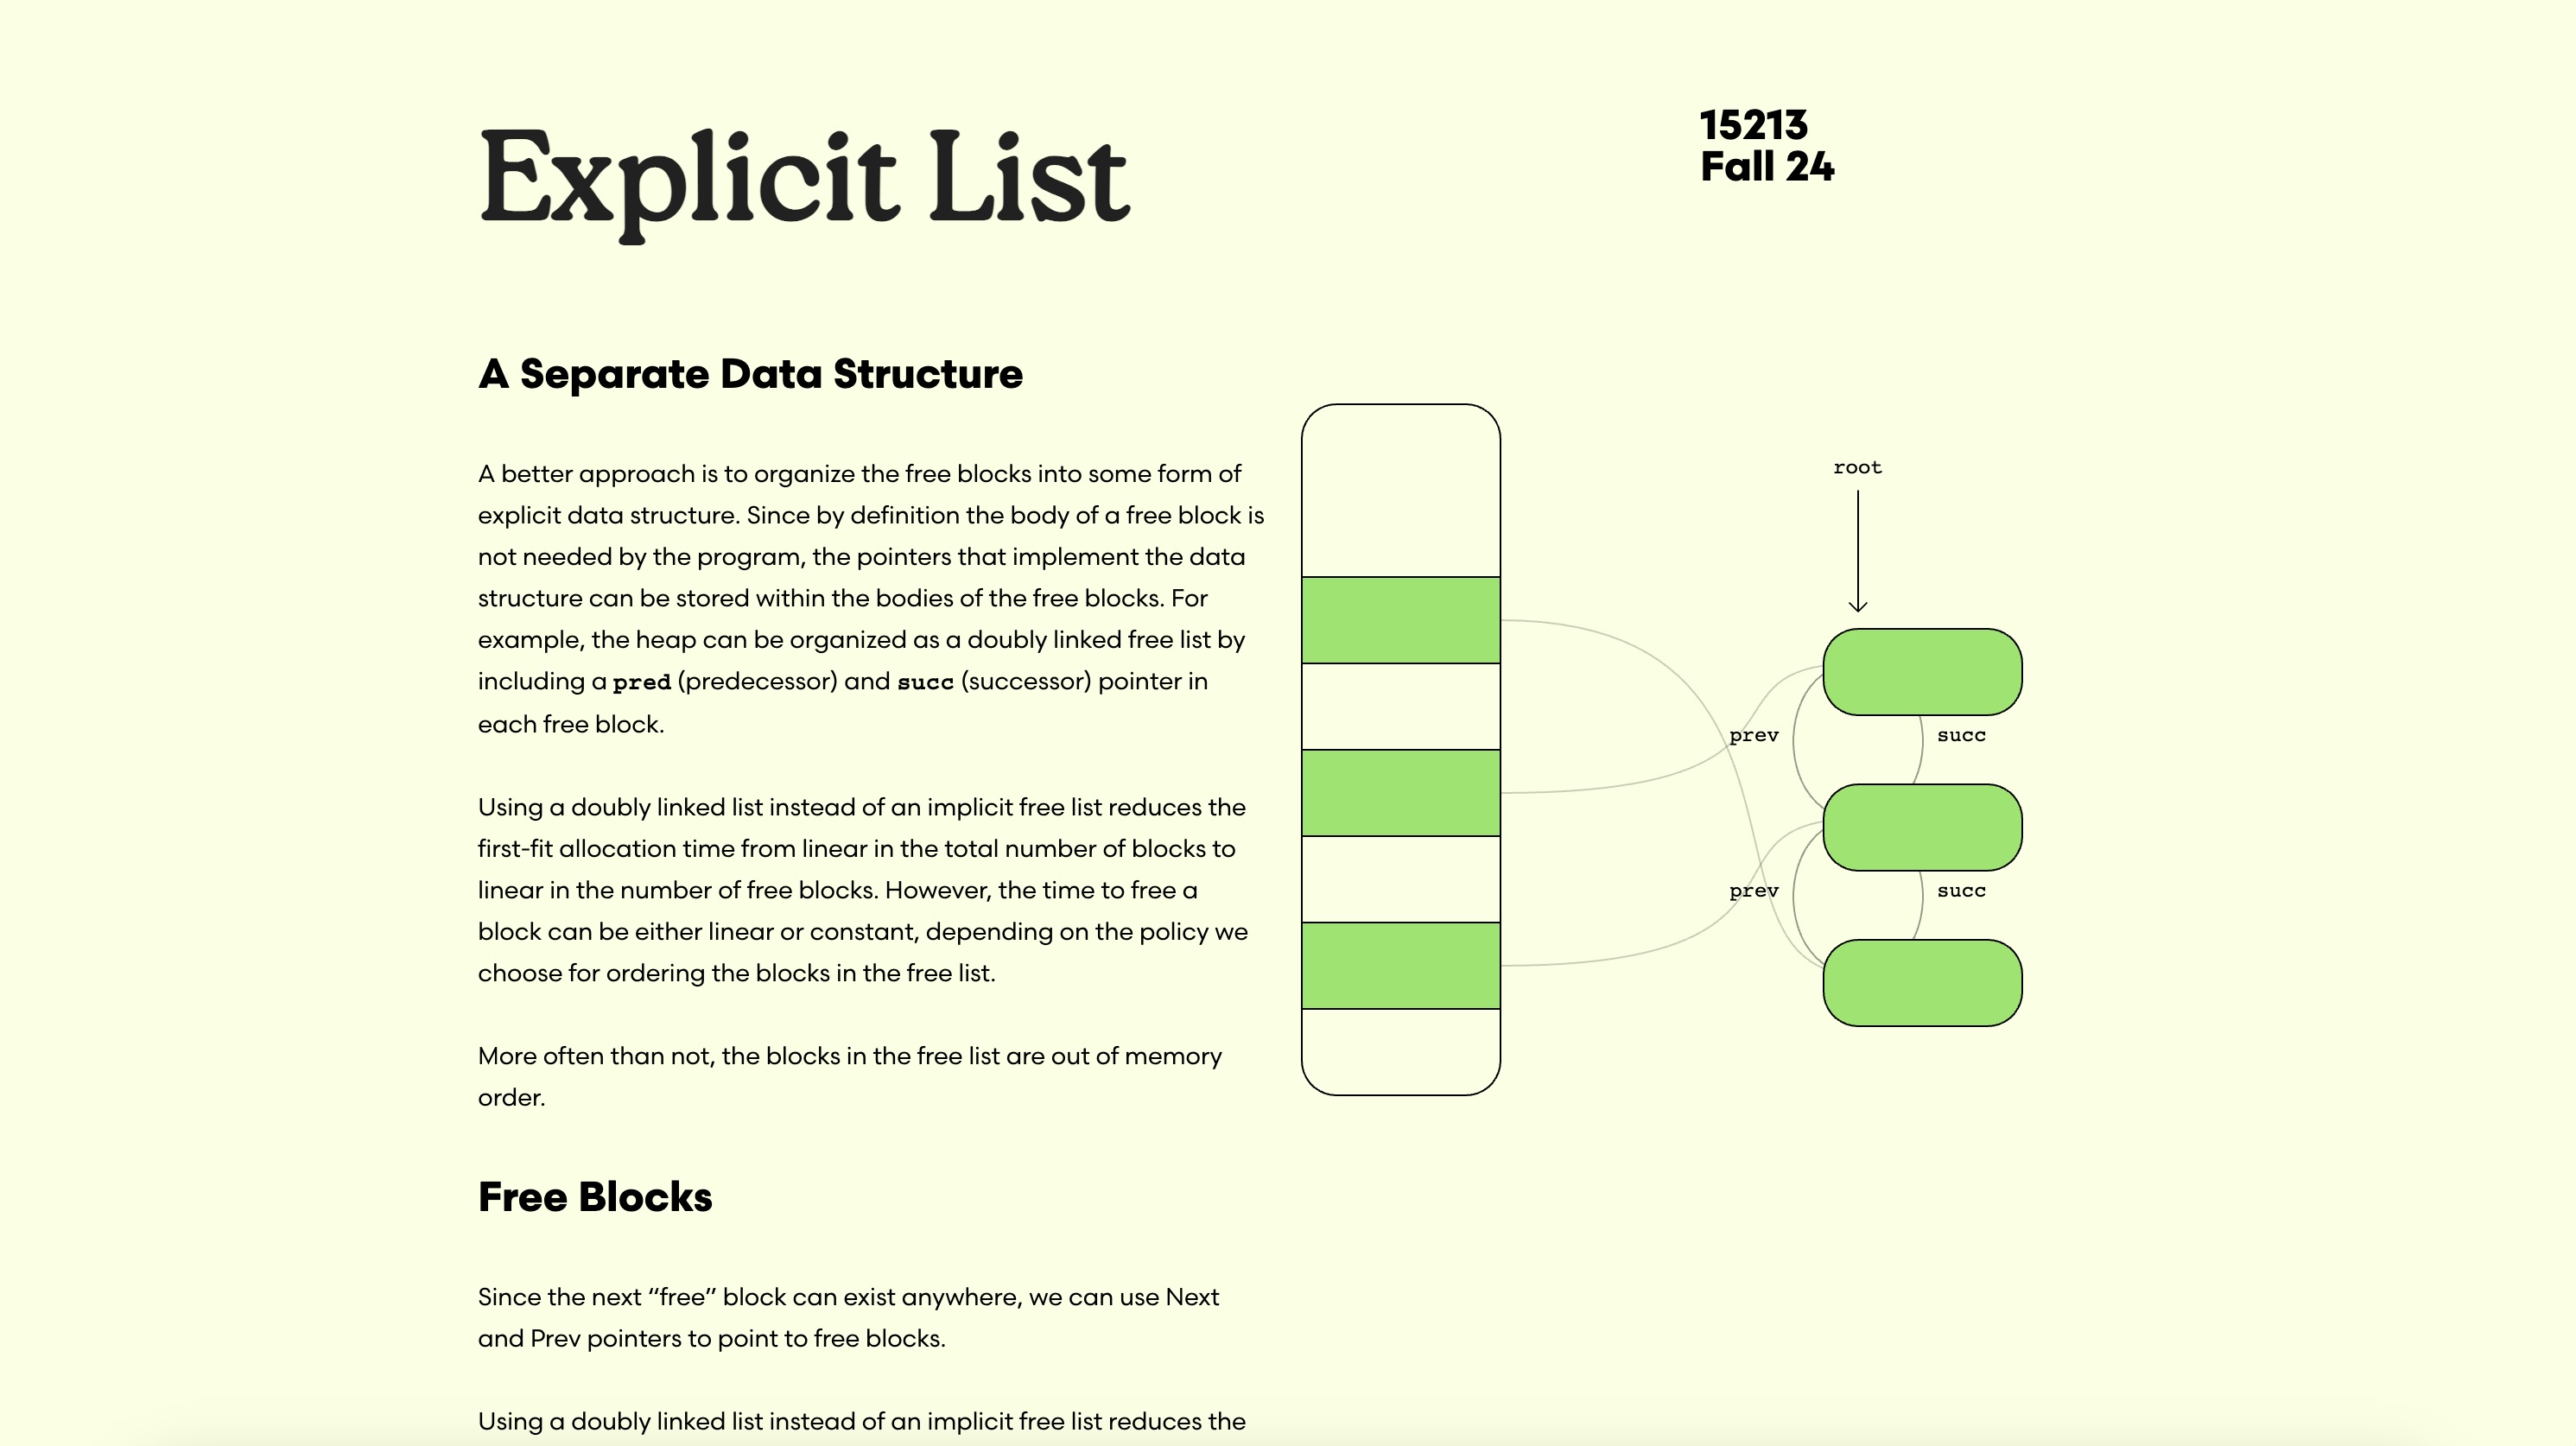 Explicit List
15213
Fall 24
A Separate Data Structure
A better approach is to organize the free blocks into some form of
explicit data structure. Since by definition the body of a free block is
not needed by the program, the pointers that implement the data
structure can be stored within the bodies of the free blocks. For
example, the heap can be organized as a doubly linked free list by
including a pred (predecessor) and succ (successor) pointer in
each free block.
Using a doubly linked list instead of an implicit free list reduces the
first-fit allocation time from linear in the total number of blocks to
linear in the number of free blocks. However, the time to free a
block can be either linear or constant, depending on the policy we
choose for ordering the blocks in the free list.
More often than not, the blocks in the free list are out of memory
order.
root
prev
succ
prev
succ
Free Blocks
Since the next “free” block can exist anywhere, we can use Next
and Prev pointers to point to free blocks.
Using a doubly linked list instead of an implicit free list reduces the